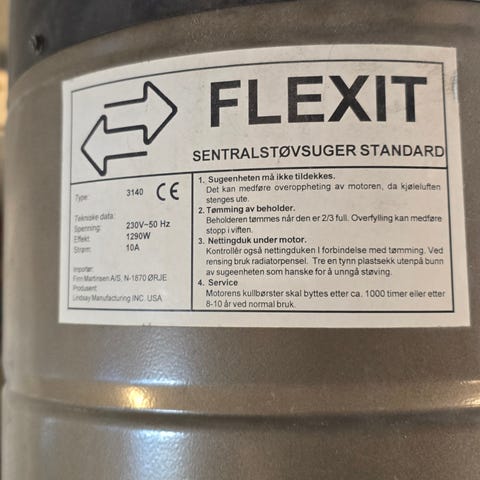 FLEXIT
SENTRALSTØVSUGER STANDARD
Type: 3140 CE
Tekniske data:
Spenning: 230V~50 Hz
Effekt: 1290W
Strøm: 10A
Importør:
Finn Martinsen A/S, N-1870 ØRJE
Produsent:
Lindsay Manufacturing INC. USA
1. Sugeenheten må ikke tildekkes.
Det kan medføre overoppheting av motoren, da kjøleluften
stenges ute.
2. Tømming av beholder.
Beholderen tømmes når den er 2/3 full. Overfylling kan medføre
stopp i viften.
3. Nettingduk under motor.
Kontrollér også nettingduken I forbindelse med tømming. Ved
rensing bruk radiatorpensel. Tre en tynn plastsekk utenpå bunn
av sugeenheten som hanske for å unngå støving.
4. Service
Motorens kullbørster skal byttes etter ca. 1000 timer eller etter
8-10 år ved normal bruk.